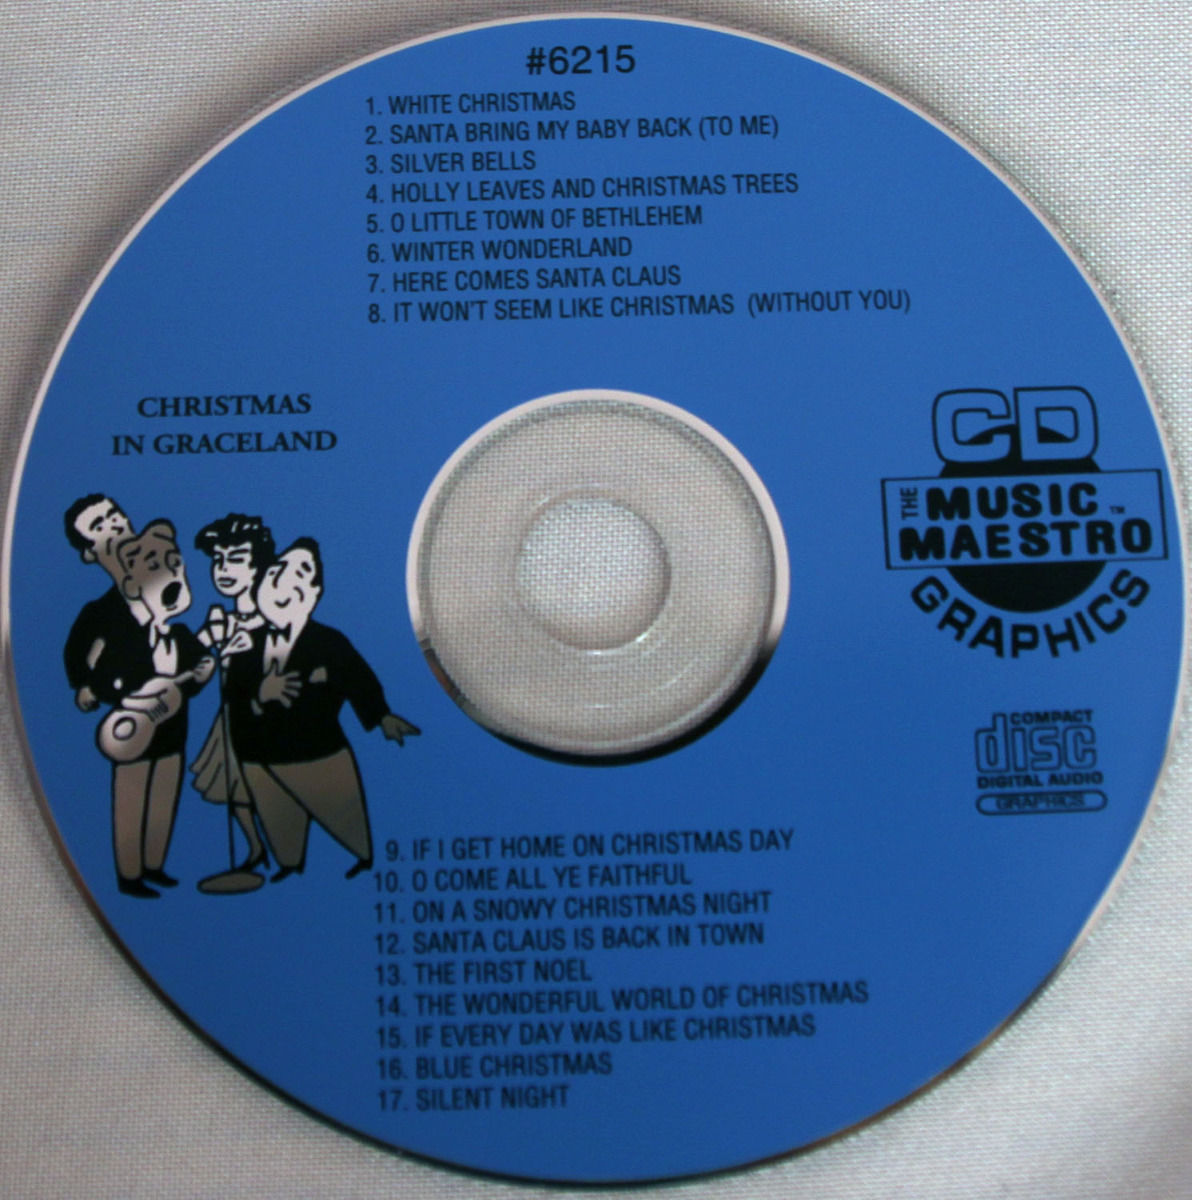 #6215
1. WHITE CHRISTMAS
2. SANTA BRING MY BABY BACK (TO ME)
3. SILVER BELLS
4. HOLLY LEAVES AND CHRISTMAS TREES
5. O LITTLE TOWN OF BETHLEHEM
6. WINTER WONDERLAND
7. HERE COMES SANTA CLAUS
8. IT WON'T SEEM LIKE CHRISTMAS (WITHOUT YOU)
CHRISTMAS
IN GRACELAND
CD
THE MUSIC ™
MAESTRO
GRAPHICS
COMPACT
disc
DIGITAL AUDIO
GRAPHICS
9. IF I GET HOME ON CHRISTMAS DAY
10. O COME ALL YE FAITHFUL
11. ON A SNOWY CHRISTMAS NIGHT
12. SANTA CLAUS IS BACK IN TOWN
13. THE FIRST NOEL
14. THE WONDERFUL WORLD OF CHRISTMAS
15. IF EVERY DAY WAS LIKE CHRISTMAS
16. BLUE CHRISTMAS
17. SILENT NIGHT